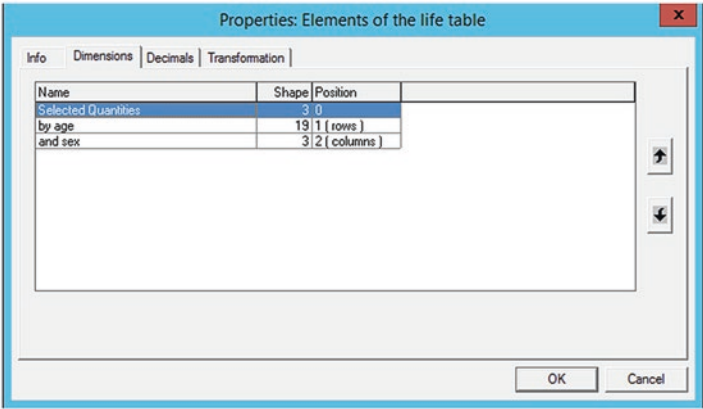 Properties: Elements of the life table
x
Info Dimensions Decimals Transformation
Name Shape Position
Selected Quantities 3 0
by age 19 1 ( rows )
and sex 3 2 ( columns )
OK Cancel